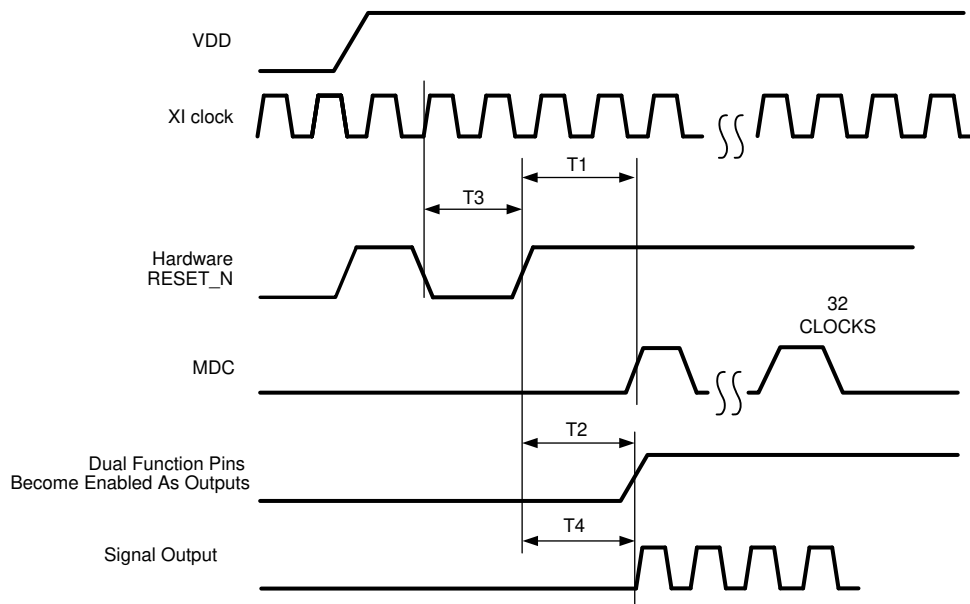 VDD
XI clock
T1
T3
Hardware
RESET_N
32
CLOCKS
MDC
T2
Dual Function Pins
Become Enabled As Outputs
T4
Signal Output